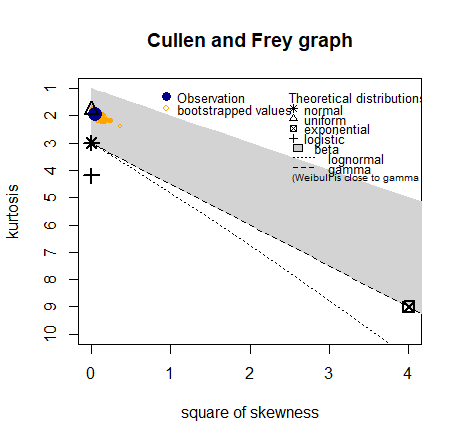 Cullen and Frey graph
Observation
bootstrapped values
Theoretical distributions
normal
uniform
exponential
logistic
beta
lognormal
gamma
(Weibull is close to gamma
kurtosis
1
2
3
4
5
6
7
8
9
10
0
1
2
3
4
square of skewness